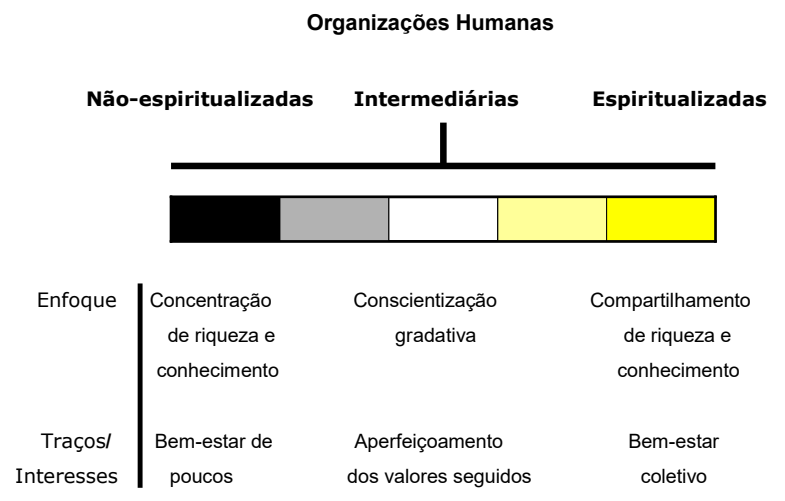 Organizações Humanas
Não-espiritualizadas Intermediárias Espiritualizadas
Enfoque Concentração Conscientização Compartilhamento
de riqueza e gradativa de riqueza e
conhecimento conhecimento
Traços/ Bem-estar de Aperfeiçoamento Bem-estar
Interesses poucos dos valores seguidos coletivo